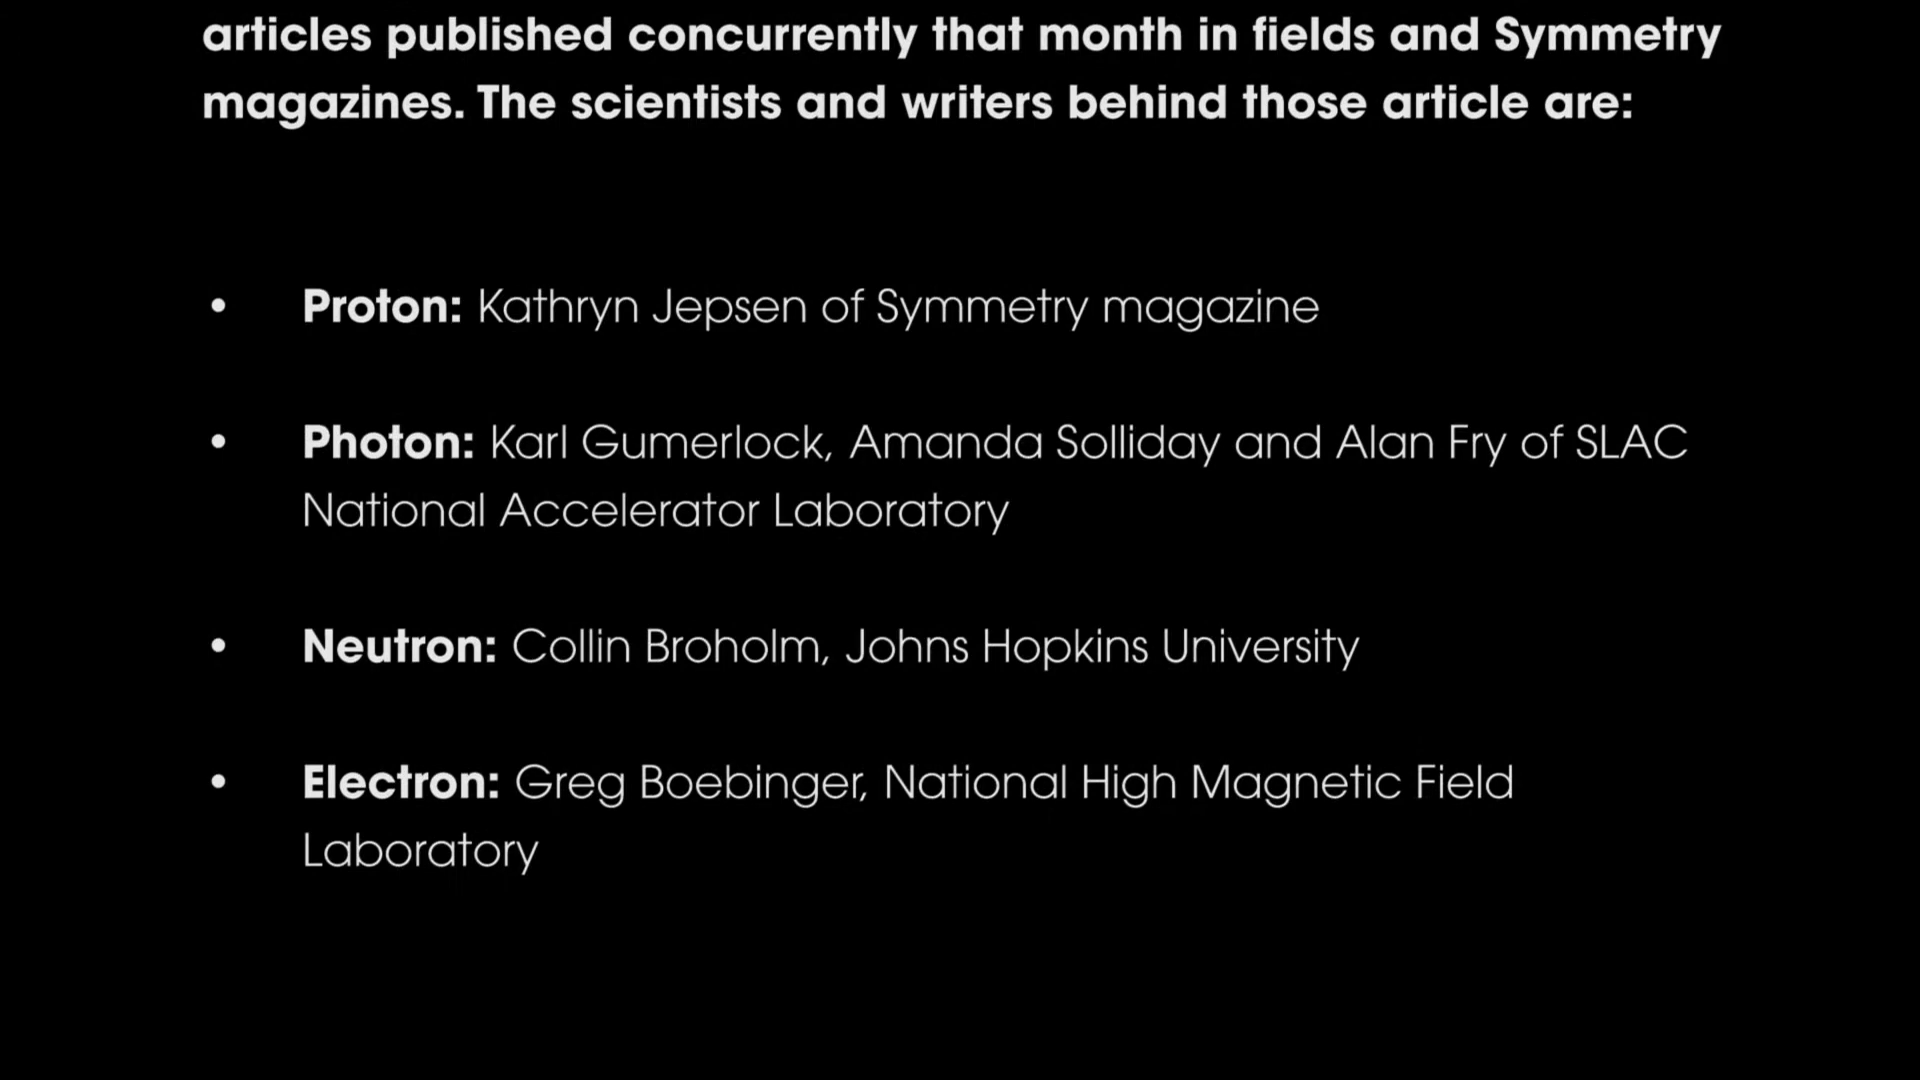 articles published concurrently that month in fields and Symmetry
magazines. The scientists and writers behind those article are:
• Proton: Kathryn Jepsen of Symmetry magazine
• Photon: Karl Gumerlock, Amanda Solliday and Alan Fry of SLAC
National Accelerator Laboratory
• Neutron: Collin Broholm, Johns Hopkins University
• Electron: Greg Boebinger, National High Magnetic Field
Laboratory